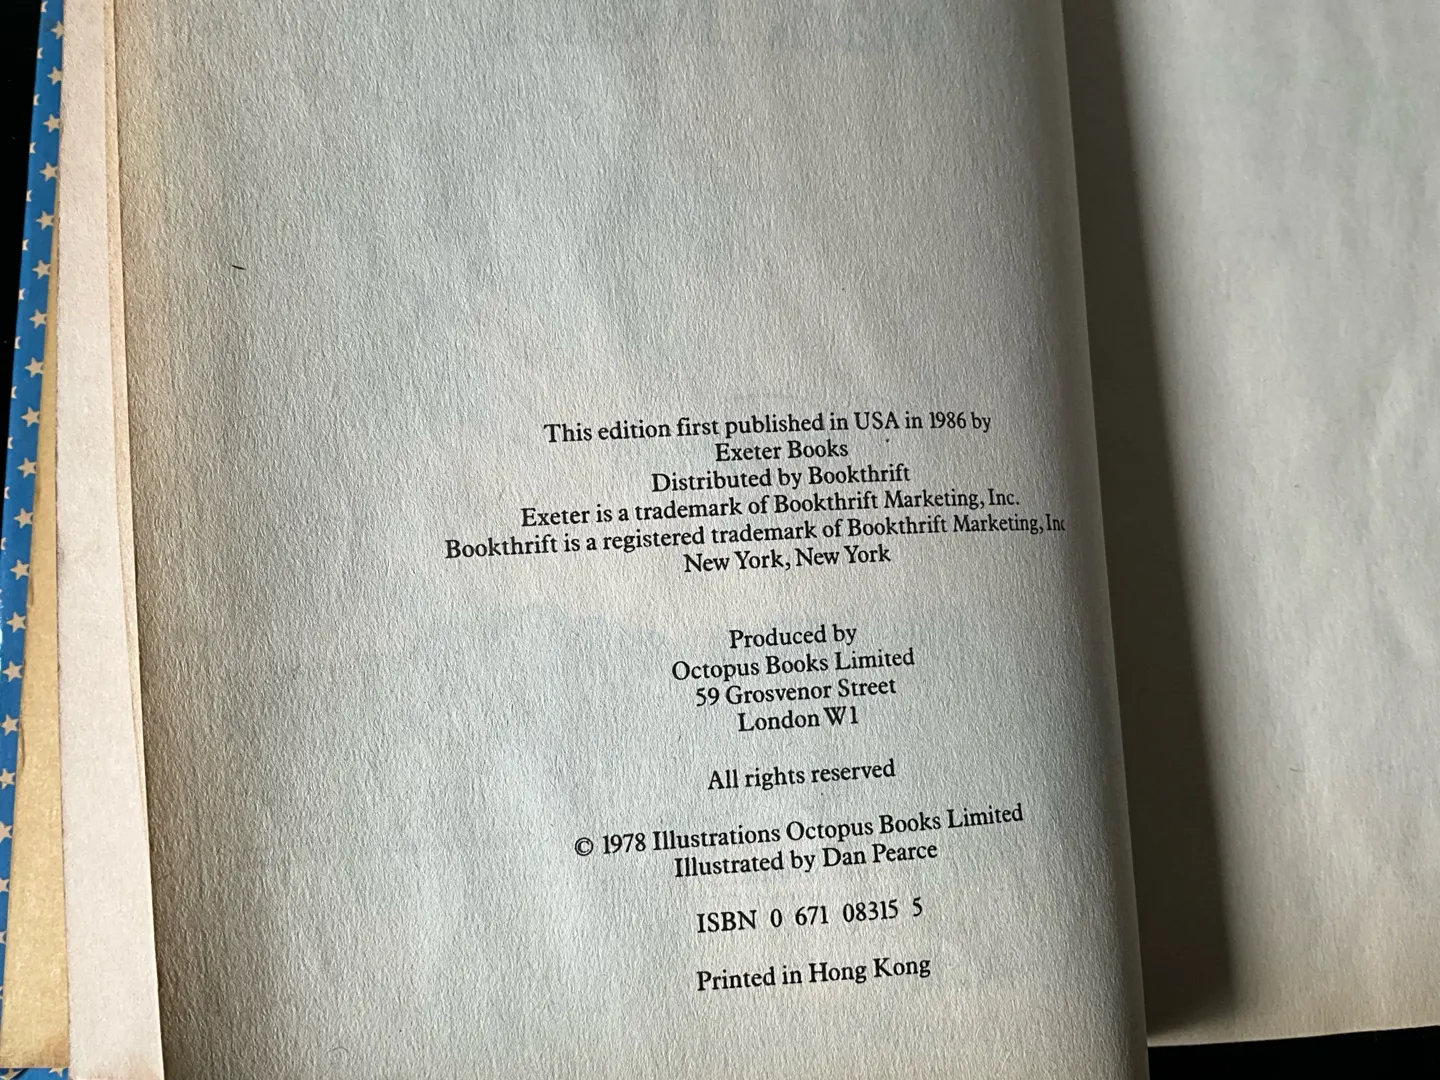 This edition first published in USA in 1986 by
Exeter Books
Distributed by Bookthrift
Exeter is a trademark of Bookthrift Marketing, Inc.
Bookthrift is a registered trademark of Bookthrift Marketing, Inc
New York, New York
Produced by
Octopus Books Limited
59 Grosvenor Street
London W1
All rights reserved
© 1978 Illustrations Octopus Books Limited
Illustrated by Dan Pearce
ISBN 0 671 08315 5
Printed in Hong Kong